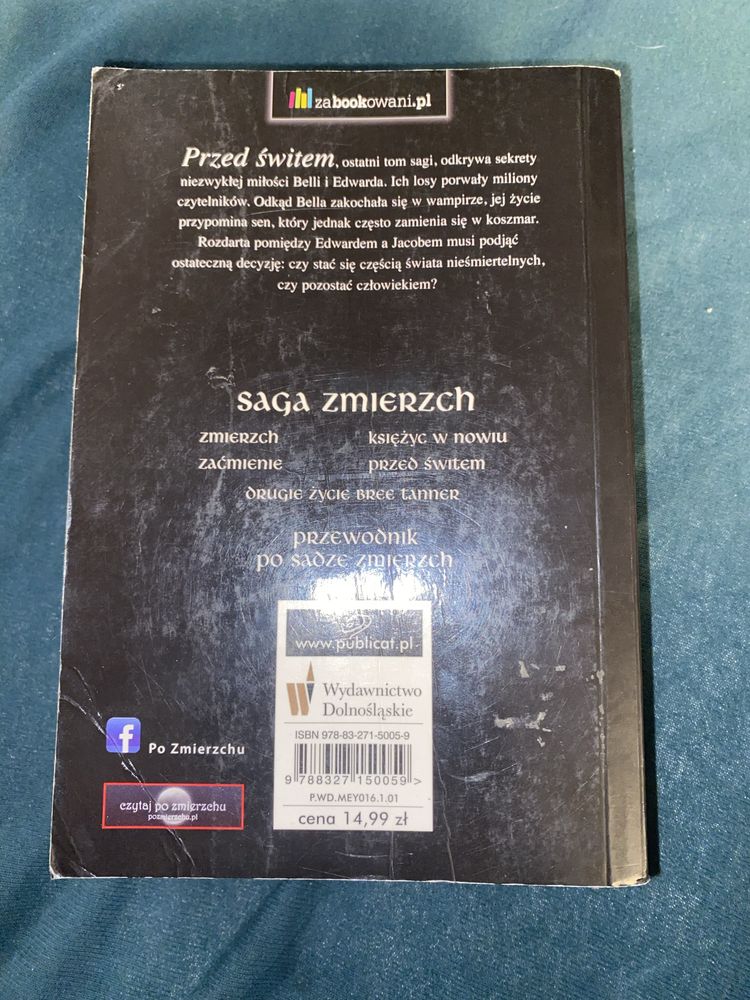 zabookowani.pl
Przed świtem, ostatni tom sagi, odkrywa sekrety
niezwykłej miłości Belli i Edwarda. Ich losy porwały miliony
czytelników. Odkąd Bella zakochała się w wampirze, jej życie
przypomina sen, który jednak często zamienia się w koszmar.
Rozdarta pomiędzy Edwardem a Jacobem musi podjąć
ostateczną decyzję: czy stać się częścią świata nieśmiertelnych,
czy pozostać człowiekiem?
SAGA ZMIERZCH
ZMIERZCH KSIĘŻYC W NOWIU
ZAĆMIENIE PRZED ŚWITEM
DRUGIE ŻYCIE BREE TANNER
PRZEWODNIK
PO SADZE ZMIERZCH
www.publicat.pl
Wydawnictwo
Dolnośląskie
ISBN 978-83-271-5005-9
9 788327 150059 >
P.WD.MEY016.1.01
cena 14,99 zł
f Po Zmierzchu
czytaj po zmierzchu
pozmierzchu.pl